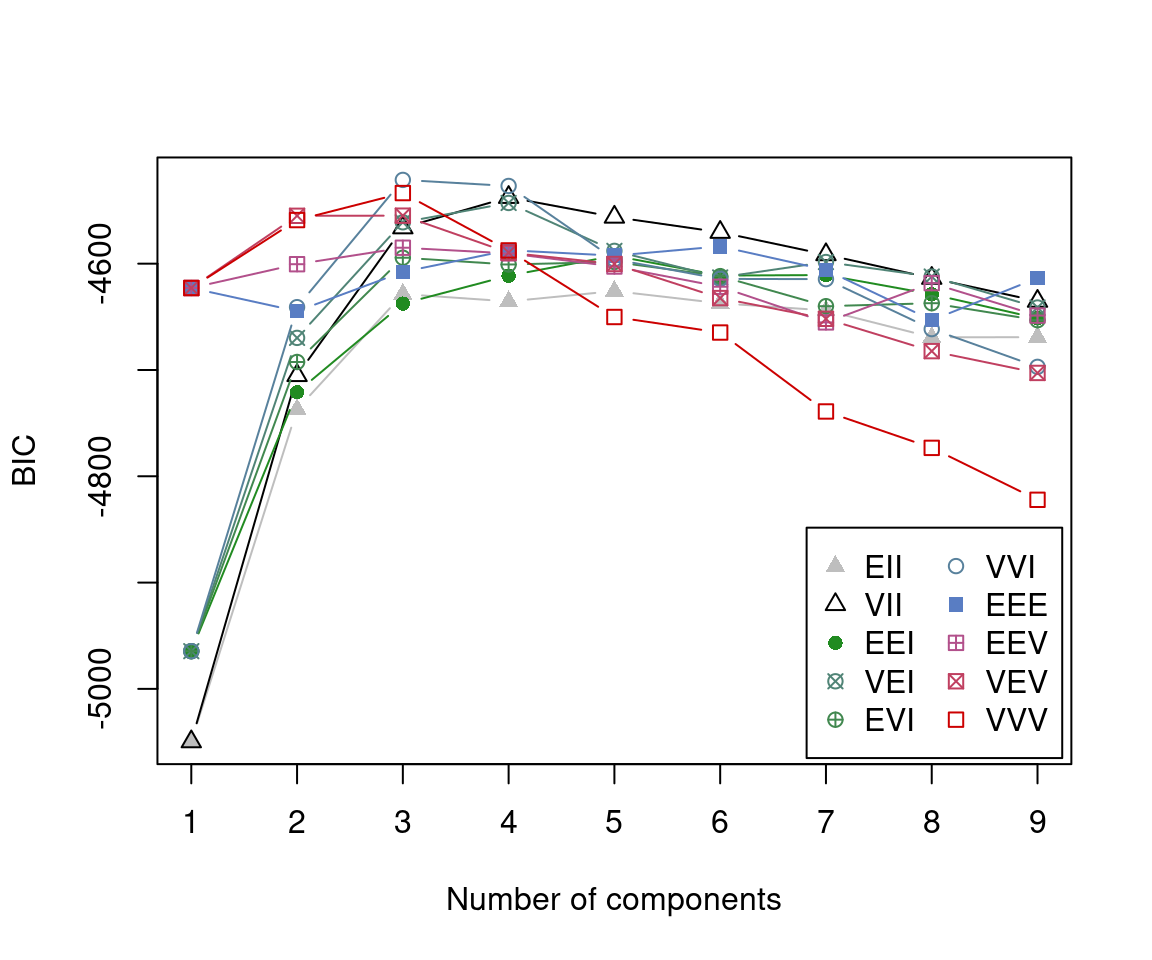 BIC
-4600
-4800
-5000
EII VVI
VII EEE
EEI EEV
VEI VEV
EVI VVV
1 2 3 4 5 6 7 8 9
Number of components